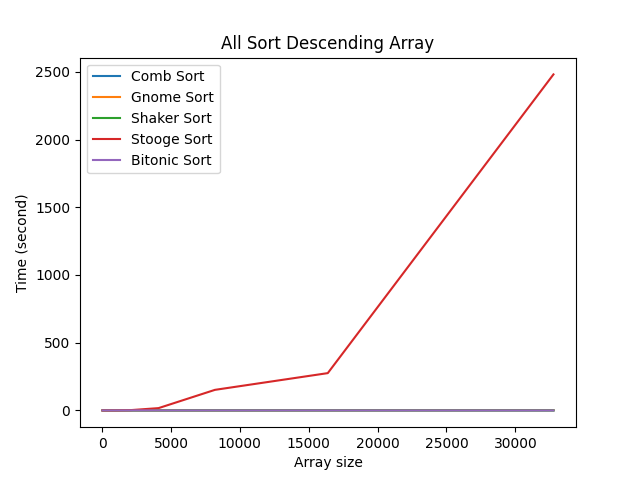 All Sort Descending Array
Comb Sort
Gnome Sort
Shaker Sort
Stooge Sort
Bitonic Sort
Time (second)
2500
2000
1500
1000
500
0
0 5000 10000 15000 20000 25000 30000
Array size